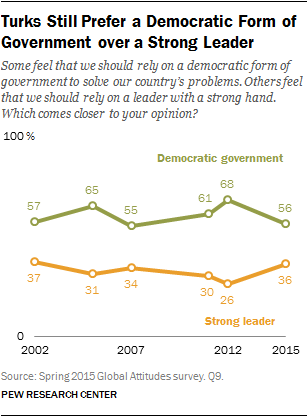 Turks Still Prefer a Democratic Form of
Government over a Strong Leader
Some feel that we should rely on a democratic form of
government to solve our country's problems. Others feel
that we should rely on a leader with a strong hand.
Which comes closer to your opinion?
100 %
Democratic government
57 65 55 61 68 56
37 31 34 30 26 36
Strong leader
0
2002 2007 2012 2015
Source: Spring 2015 Global Attitudes survey. Q9.
PEW RESEARCH CENTER